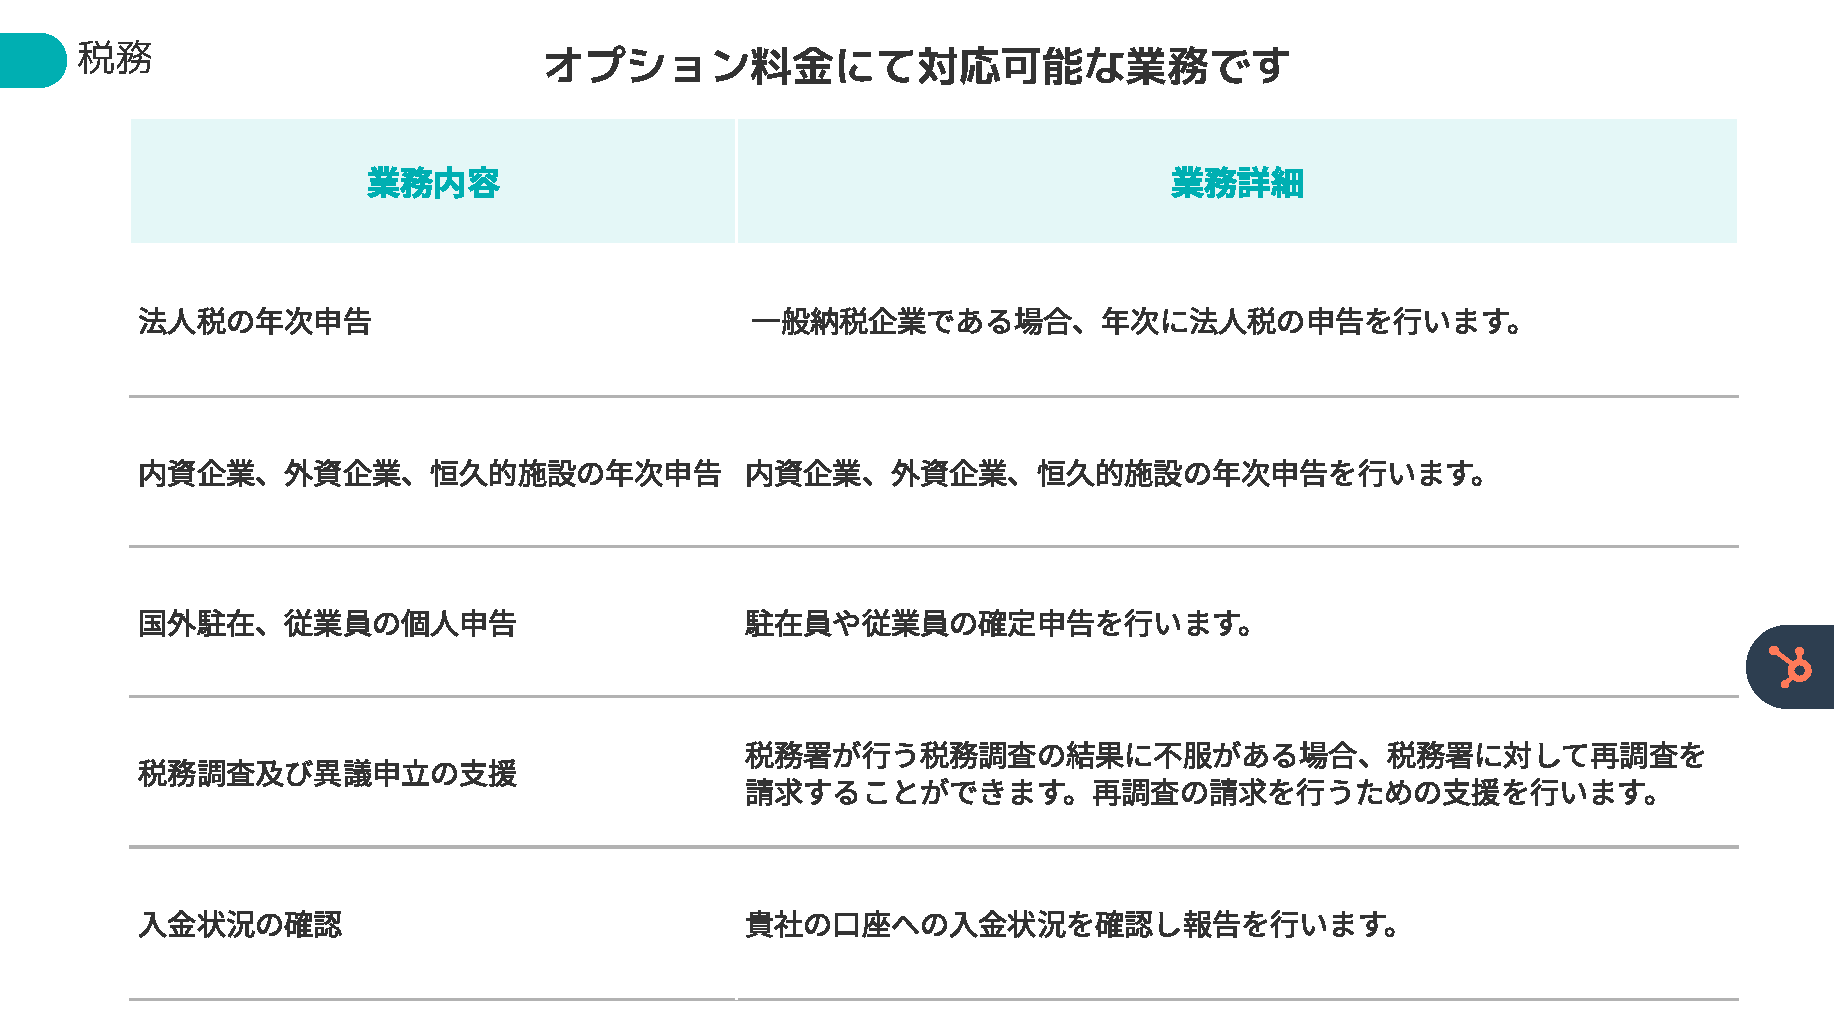 税務
オプション料金にて対応可能な業務です
業務内容
業務詳細
法人税の年次申告
一般納税企業である場合、年次に法人税の申告を行います。
内資企業、外資企業、恒久的施設の年次申告
内資企業、外資企業、恒久的施設の年次申告を行います。
国外駐在、従業員の個人申告
駐在員や従業員の確定申告を行います。
税務調査及び異議申立の支援
税務署が行う税務調査の結果に不服がある場合、税務署に対して再調査を
請求することができます。再調査の請求を行うための支援を行います。
入金状況の確認
貴社の口座への入金状況を確認し報告を行います。